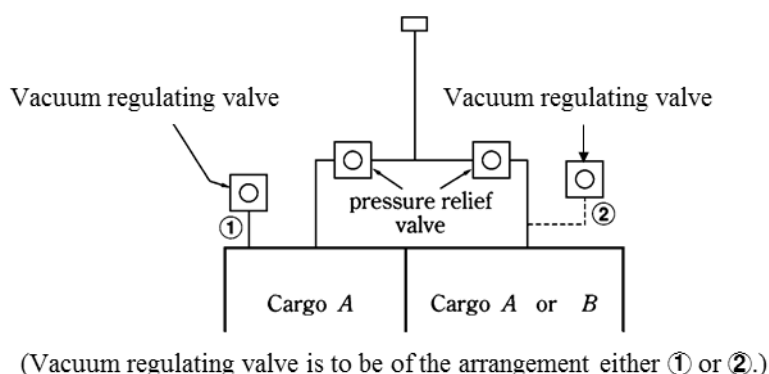 Vacuum regulating valve
Vacuum regulating valve
pressure relief
valve
①
②
Cargo A
Cargo A or B
(Vacuum regulating valve is to be of the arrangement either ① or ②.)